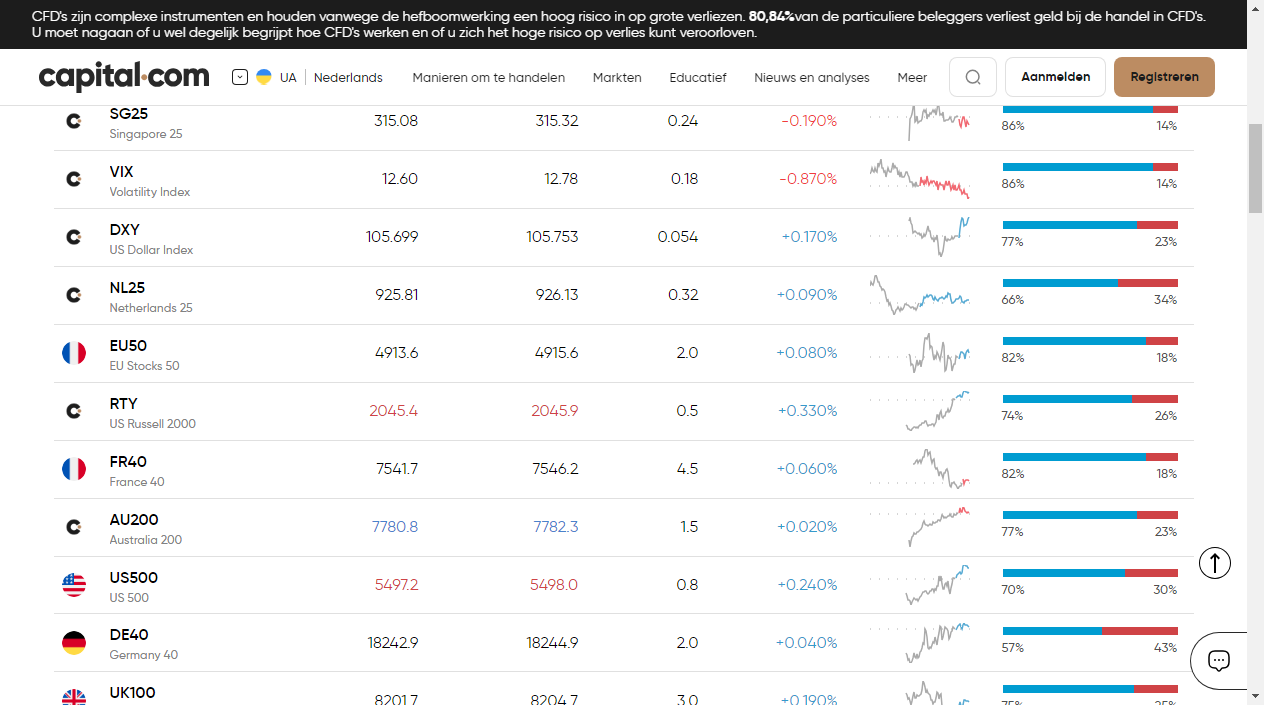 CFD's zijn complexe instrumenten en houden vanwege de hefboomwerking een hoog risico in op grote verliezen. 80,84%van de particuliere beleggers verliest geld bij de handel in CFD's.
U moet nagaan of u wel degelijk begrijpt hoe CFD's werken en of u zich het hoge risico op verlies kunt veroorloven.
capital.com UA Nederlands Manieren om te handelen Markten Educatief Nieuws en analyses Meer Aanmelden Registreren
SG25 315.08 315.32 0.24 -0.190%
Singapore 25 86% 14%
VIX 12.60 12.78 0.18 -0.870%
Volatility Index 86% 14%
DXY 105.699 105.753 0.054 +0.170%
US Dollar Index 77% 23%
NL25 925.81 926.13 0.32 +0.090%
Netherlands 25 66% 34%
EU50 4913.6 4915.6 2.0 +0.080%
EU Stocks 50 82% 18%
RTY 2045.4 2045.9 0.5 +0.330%
US Russell 2000 74% 26%
FR40 7541.7 7546.2 4.5 +0.060%
France 40 82% 18%
AU200 7780.8 7782.3 1.5 +0.020%
Australia 200 77% 23%
US500 5497.2 5498.0 0.8 +0.240%
US 500 70% 30%
DE40 18242.9 18244.9 2.0 +0.040%
Germany 40 57% 43%
UK100 8201.7 8204.7 3.0 +0.190%